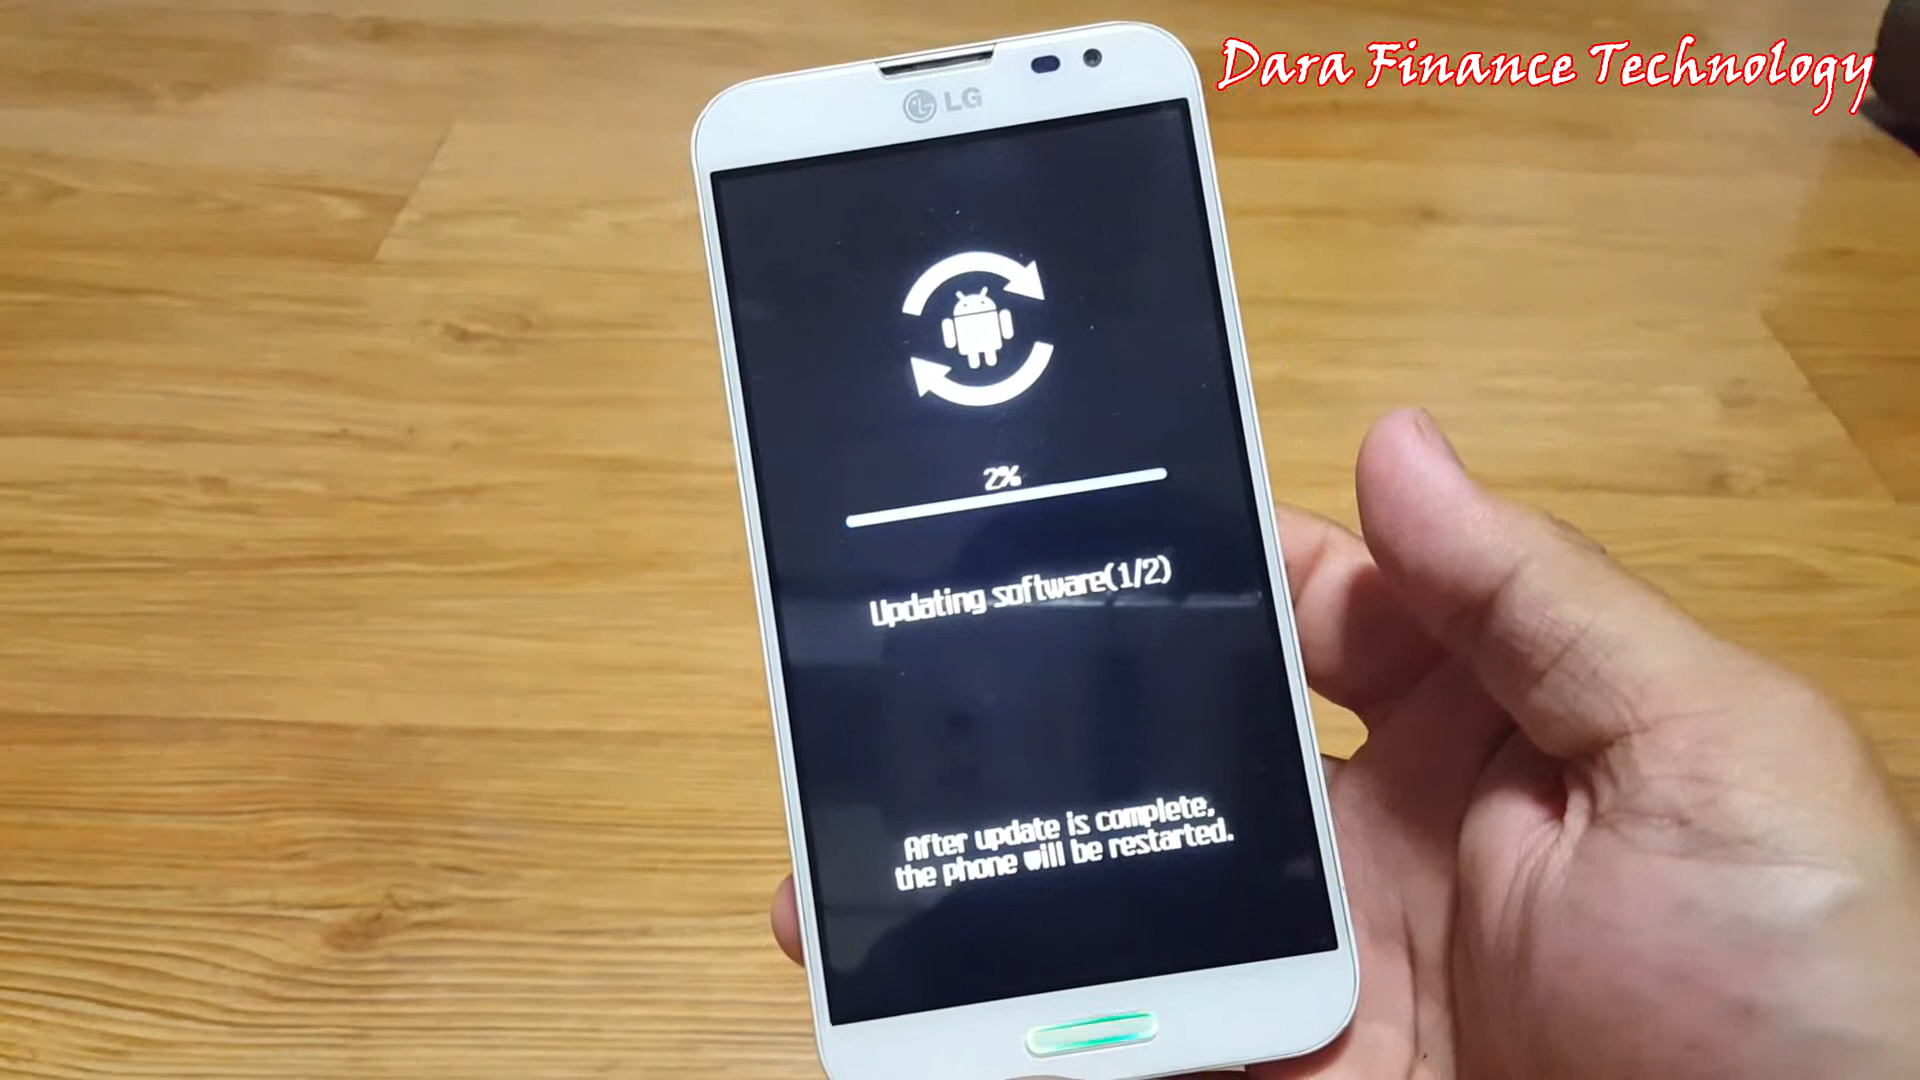 Dara Finance Technology
LG
2%
Updating software(1/2)
After update is complete,
the phone will be restarted.